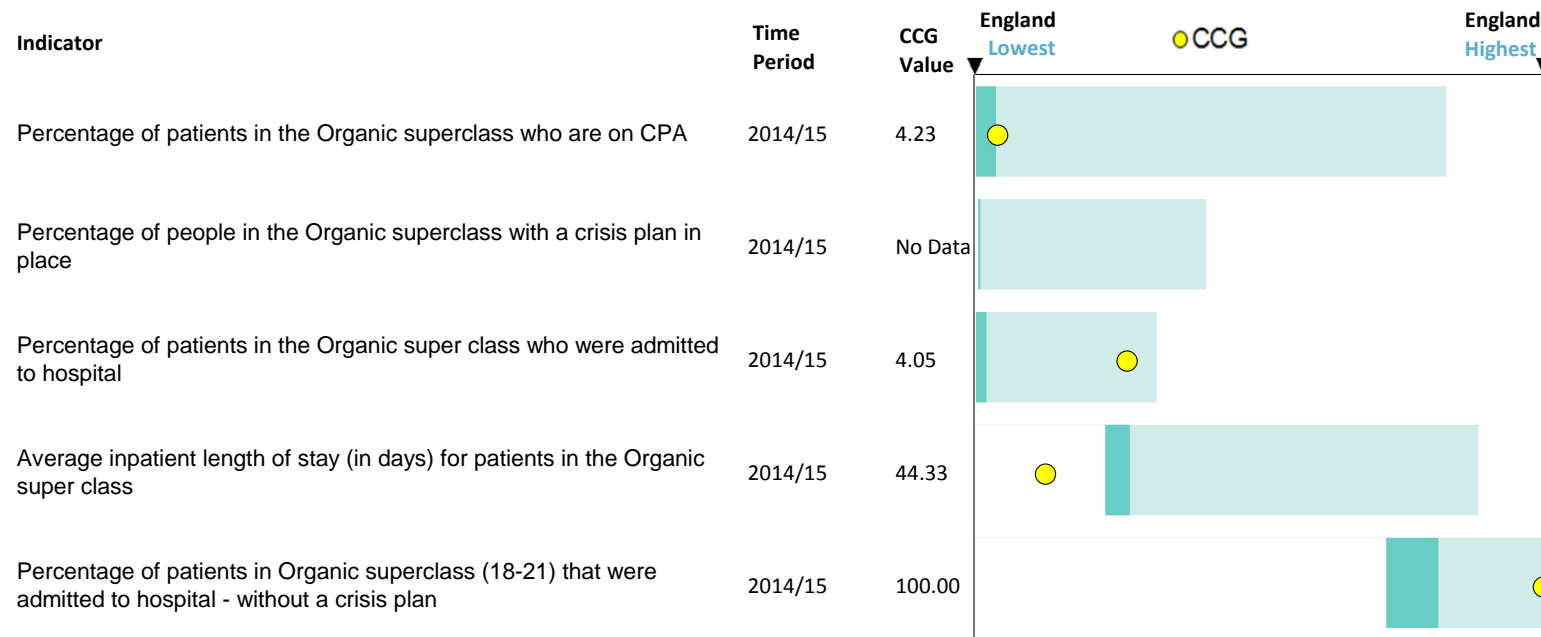 Indicator
Time
Period
CCG
Value
England
Lowest
CCG
England
Highest
Percentage of patients in the Organic superclass who are on CPA
2014/15
4.23
Percentage of people in the Organic superclass with a crisis plan in
place
2014/15
No Data
Percentage of patients in the Organic super class who were admitted
to hospital
2014/15
4.05
Average inpatient length of stay (in days) for patients in the Organic
super class
2014/15
44.33
Percentage of patients in Organic superclass (18-21) that were
admitted to hospital - without a crisis plan
2014/15
100.00